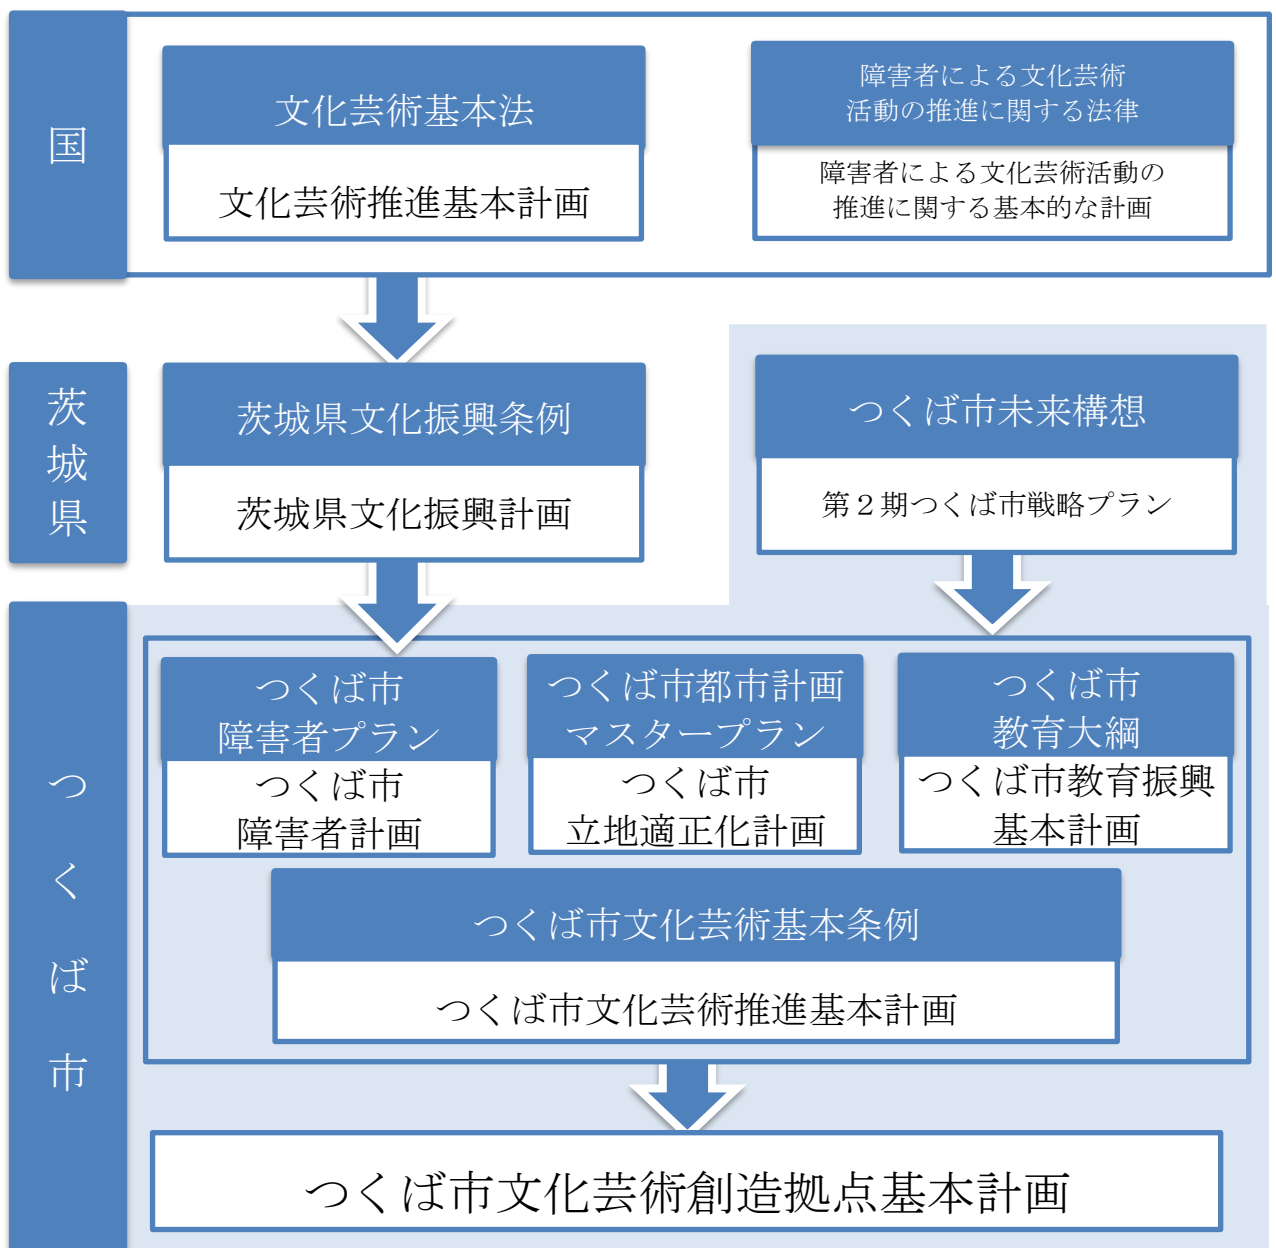 国
文化芸術基本法
文化芸術推進基本計画
障害者による文化芸術
活動の推進に関する法律
障害者による文化芸術活動の
推進に関する基本的な計画
茨城県
茨城県文化振興条例
茨城県文化振興計画
つくば市未来構想
第２期つくば市戦略プラン
つくば市
つくば市
障害者プラン
つくば市
障害者計画
つくば市都市計画
マスタープラン
つくば市
立地適正化計画
つくば市
教育大綱
つくば市教育振興
基本計画
つくば市文化芸術基本条例
つくば市文化芸術推進基本計画
つくば市文化芸術創造拠点基本計画